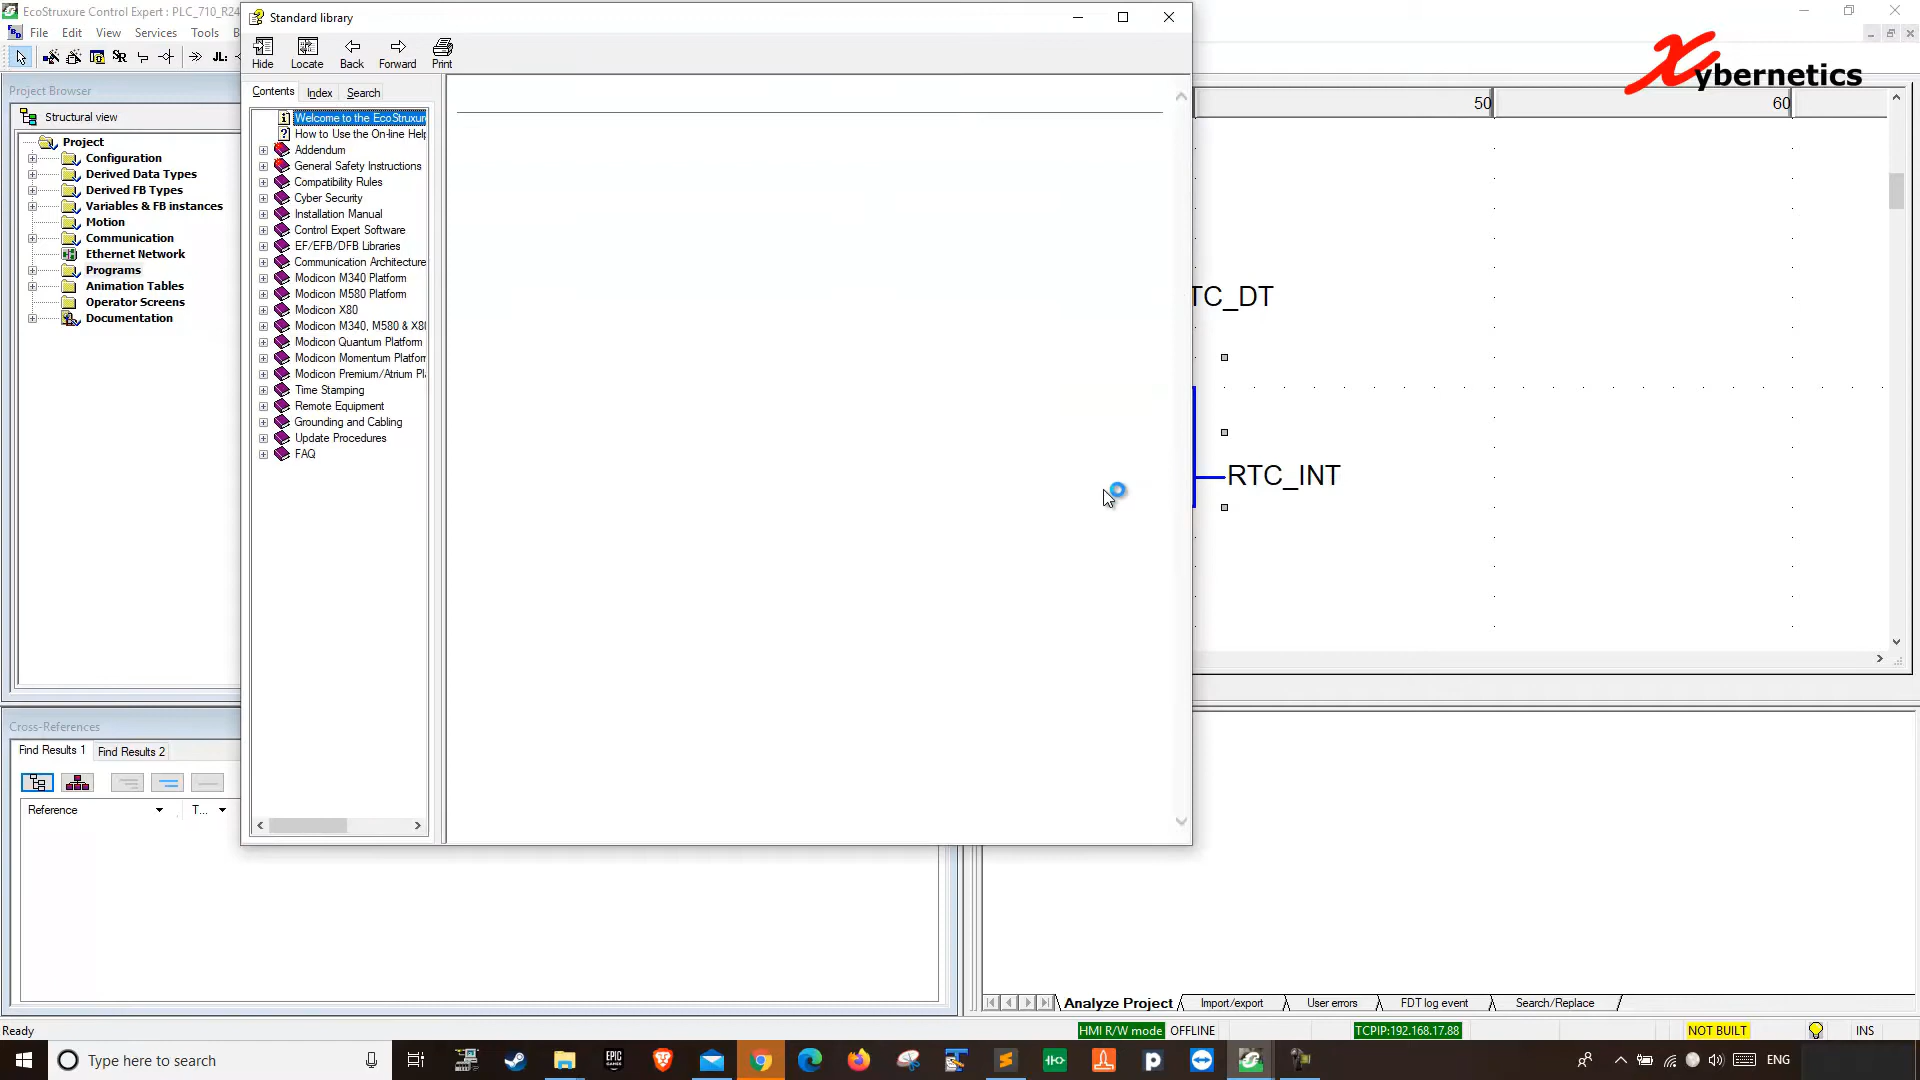 EcoStruxure Control Expert : PLC_710_R24
File Edit View Services Tools
Standard library
Hide Locate Back Forward Print
Contents Index Search
Welcome to the EcoStruxur
How to Use the On-line Help
Addendum
General Safety Instructions
Compatibility Rules
Cyber Security
Installation Manual
Control Expert Software
EF/EFB/DFB Libraries
Communication Architecture
Modicon M340 Platform
Modicon M580 Platform
Modicon X80
Modicon M340, M580 & X80
Modicon Quantum Platform
Modicon Momentum Platform
Modicon Premium/Atrium Pl
Time Stamping
Remote Equipment
Grounding and Cabling
Update Procedures
FAQ
Project Browser
Structural view
Project
Configuration
Derived Data Types
Derived FB Types
Variables & FB instances
Motion
Communication
Ethernet Network
Programs
Animation Tables
Operator Screens
Documentation
Xybernetics
50 60
TC_DT
RTC_INT
Cross-References
Find Results 1 Find Results 2
Reference T...
Analyze Project Import/export User errors FDT log event Search/Replace
Ready HMI R/W mode OFFLINE TCPIP:192.168.17.88 NOT BUILT INS
Type here to search
EPIC GAMES
ENG